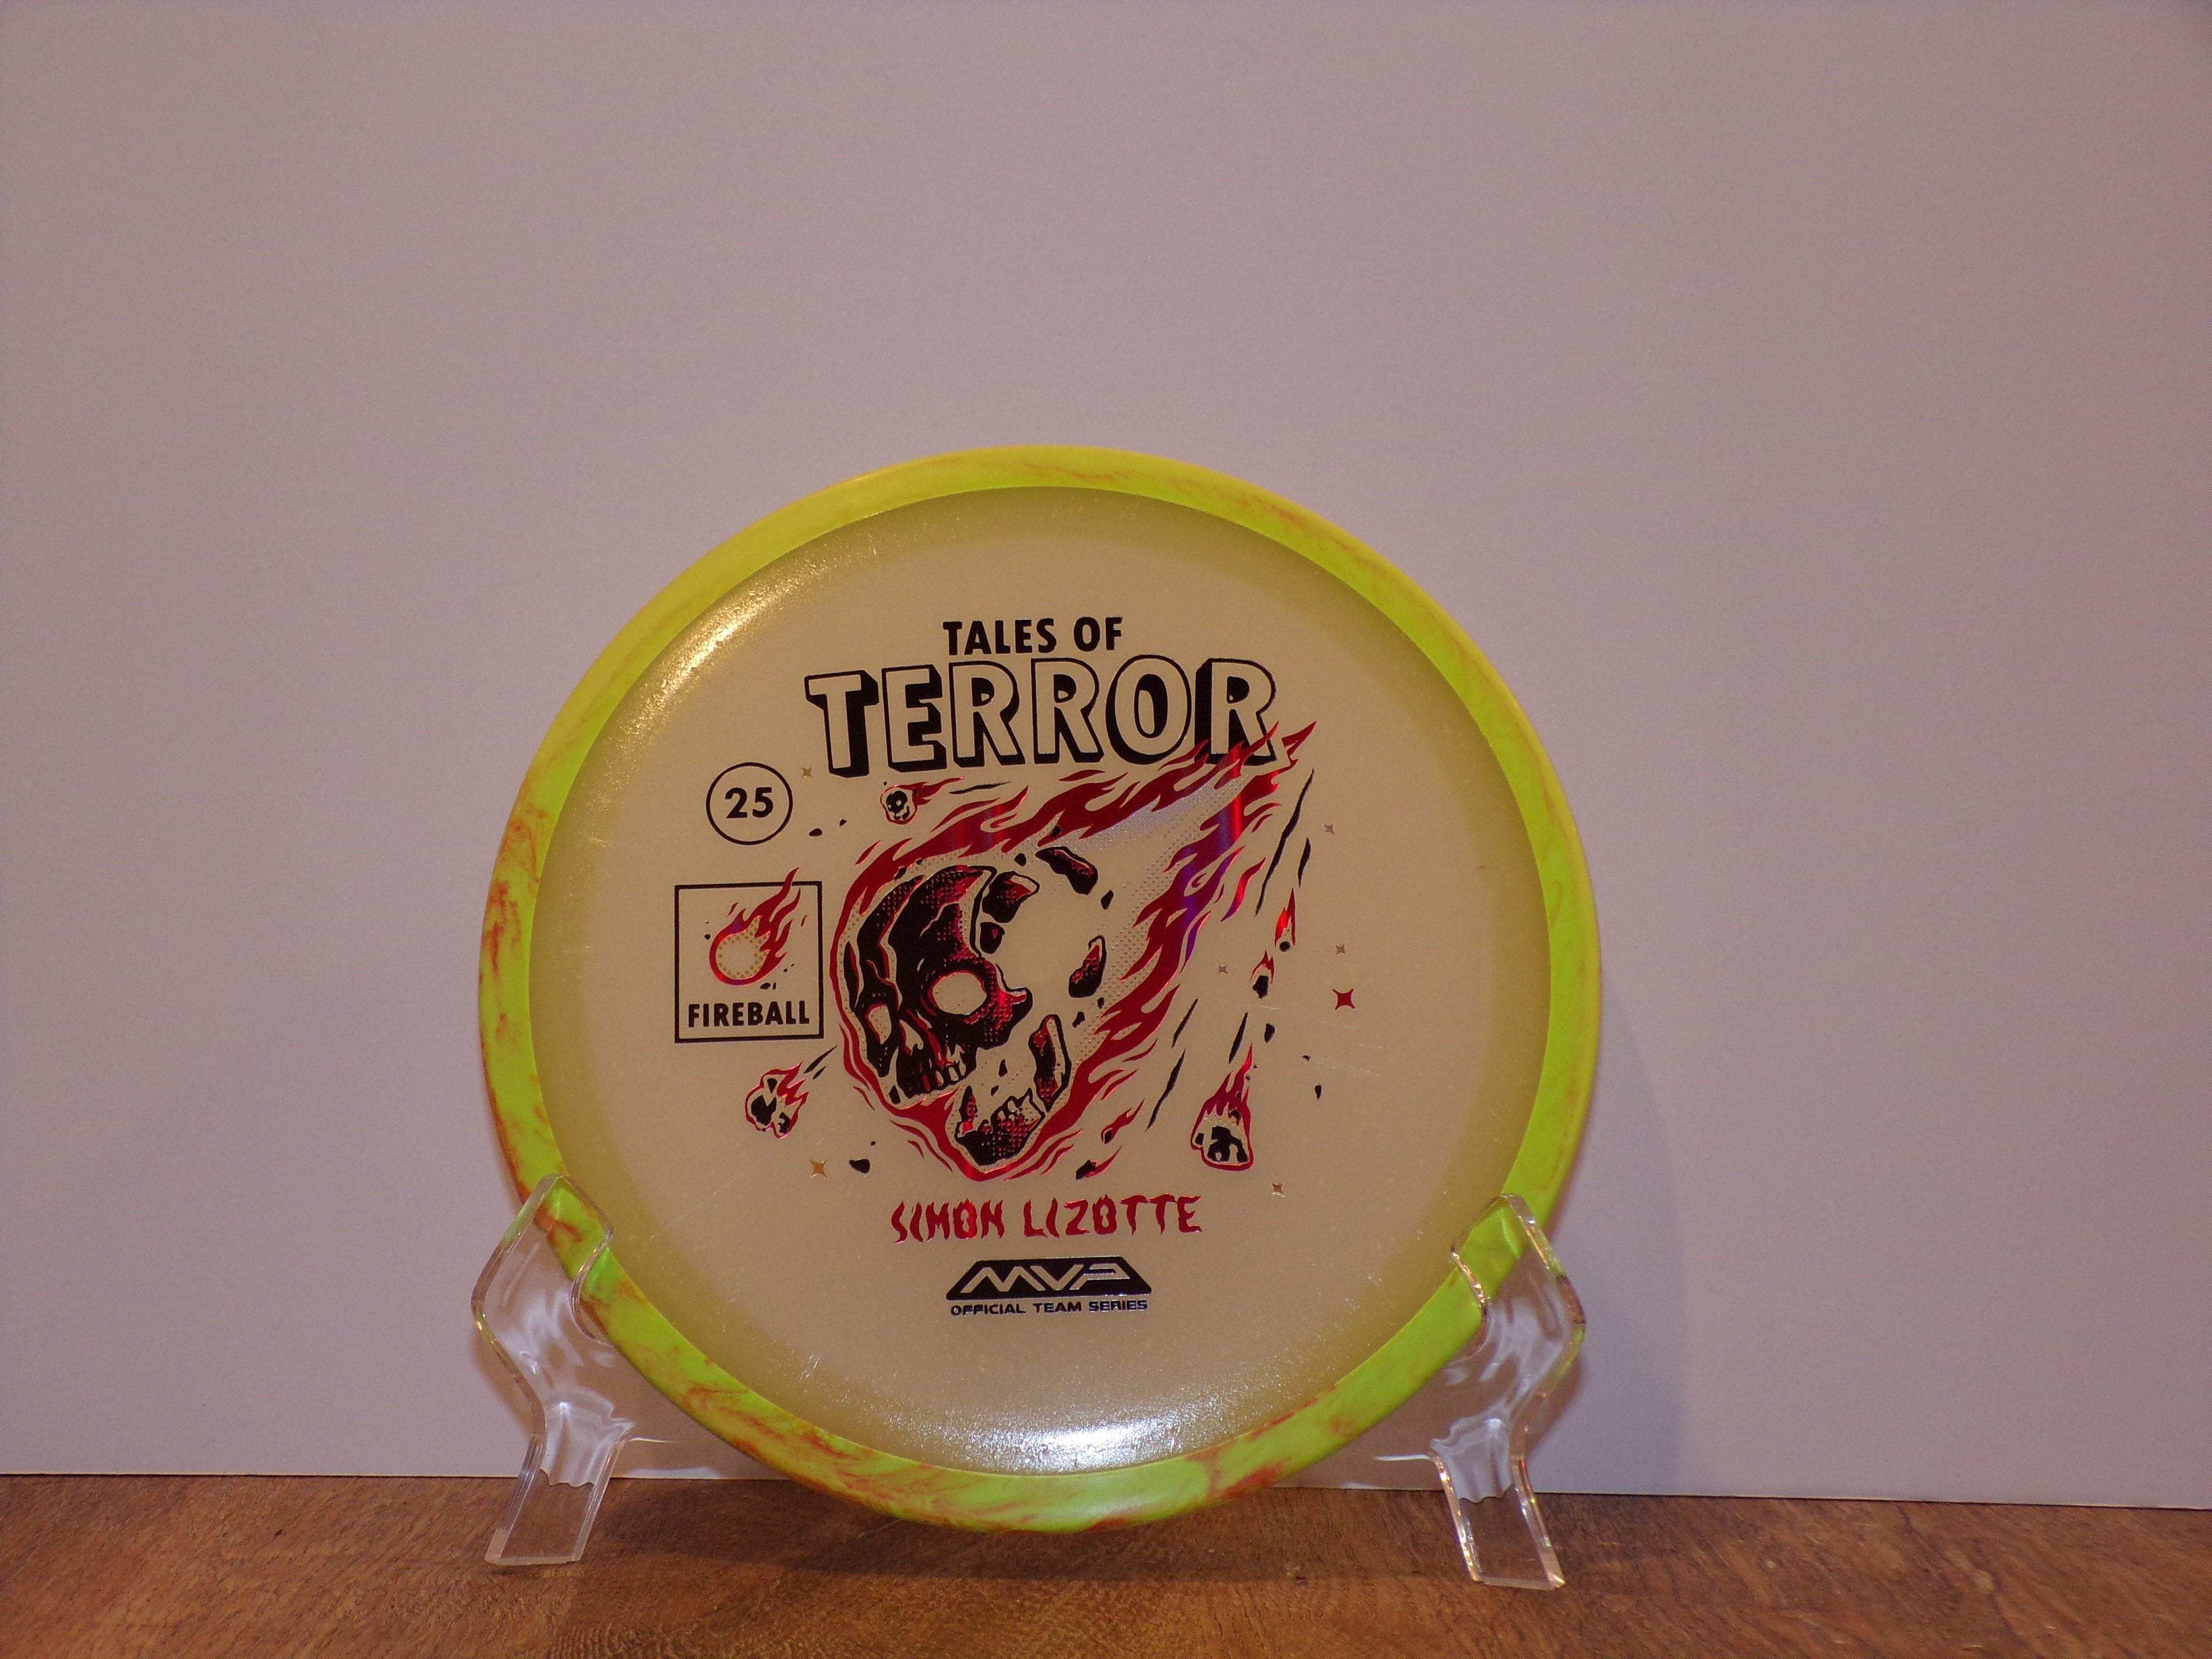 TALES OF
TERROR
25
FIREBALL
SIMON LIZOTTE
MVP
OFFICIAL TEAM SERIES